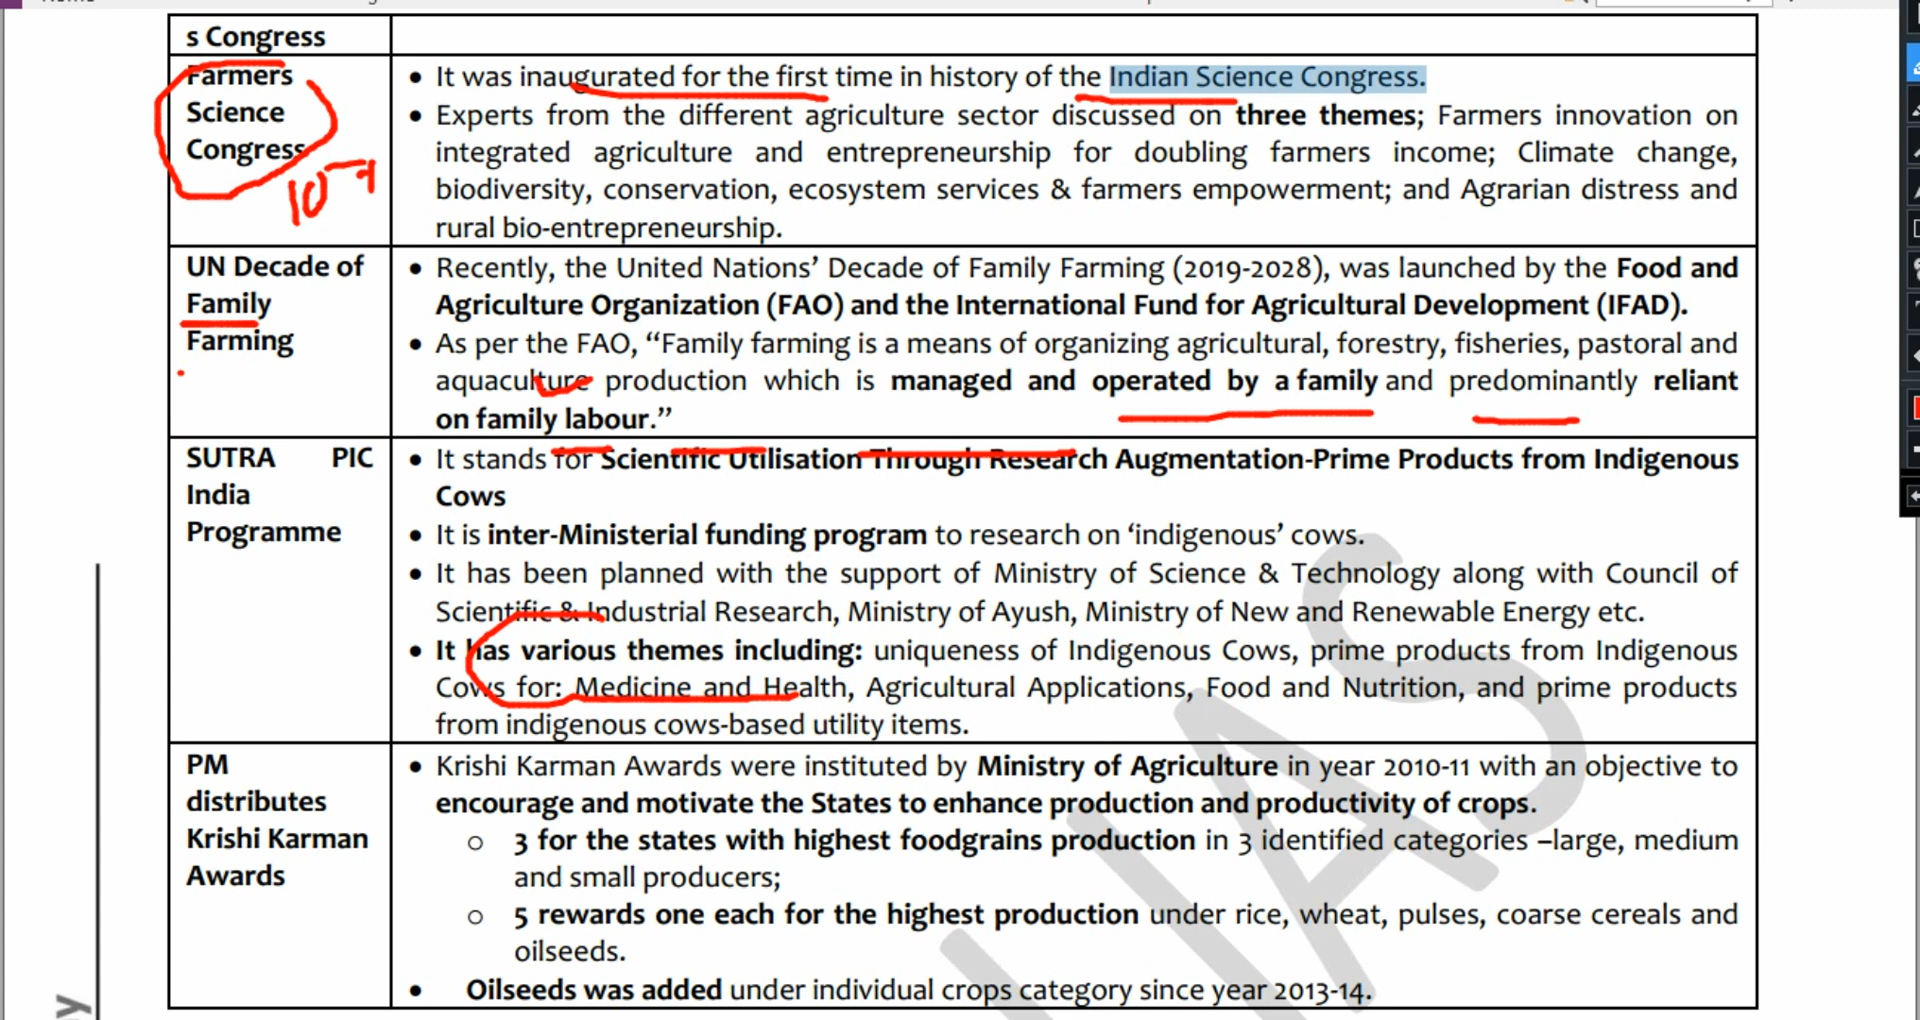 s Congress
Farmers
Science
Congress
10
• It was inaugurated for the first time in history of the Indian Science Congress.
• Experts from the different agriculture sector discussed on three themes; Farmers innovation on
integrated agriculture and entrepreneurship for doubling farmers income; Climate change,
biodiversity, conservation, ecosystem services & farmers empowerment; and Agrarian distress and
rural bio-entrepreneurship.
UN Decade of
Family
Farming
• Recently, the United Nations’ Decade of Family Farming (2019-2028), was launched by the Food and
Agriculture Organization (FAO) and the International Fund for Agricultural Development (IFAD).
• As per the FAO, “Family farming is a means of organizing agricultural, forestry, fisheries, pastoral and
aquaculture production which is managed and operated by a family and predominantly reliant
on family labour.”
SUTRA PIC
India
Programme
• It stands for Scientific Utilisation Through Research Augmentation-Prime Products from Indigenous
Cows
• It is inter-Ministerial funding program to research on ‘indigenous’ cows.
• It has been planned with the support of Ministry of Science & Technology along with Council of
Scientific & Industrial Research, Ministry of Ayush, Ministry of New and Renewable Energy etc.
• It has various themes including: uniqueness of Indigenous Cows, prime products from Indigenous
Cows for: Medicine and Health, Agricultural Applications, Food and Nutrition, and prime products
from indigenous cows-based utility items.
PM
distributes
Krishi Karman
Awards
• Krishi Karman Awards were instituted by Ministry of Agriculture in year 2010-11 with an objective to
encourage and motivate the States to enhance production and productivity of crops.
o 3 for the states with highest foodgrains production in 3 identified categories –large, medium
and small producers;
o 5 rewards one each for the highest production under rice, wheat, pulses, coarse cereals and
oilseeds.
• Oilseeds was added under individual crops category since year 2013-14.
IAS